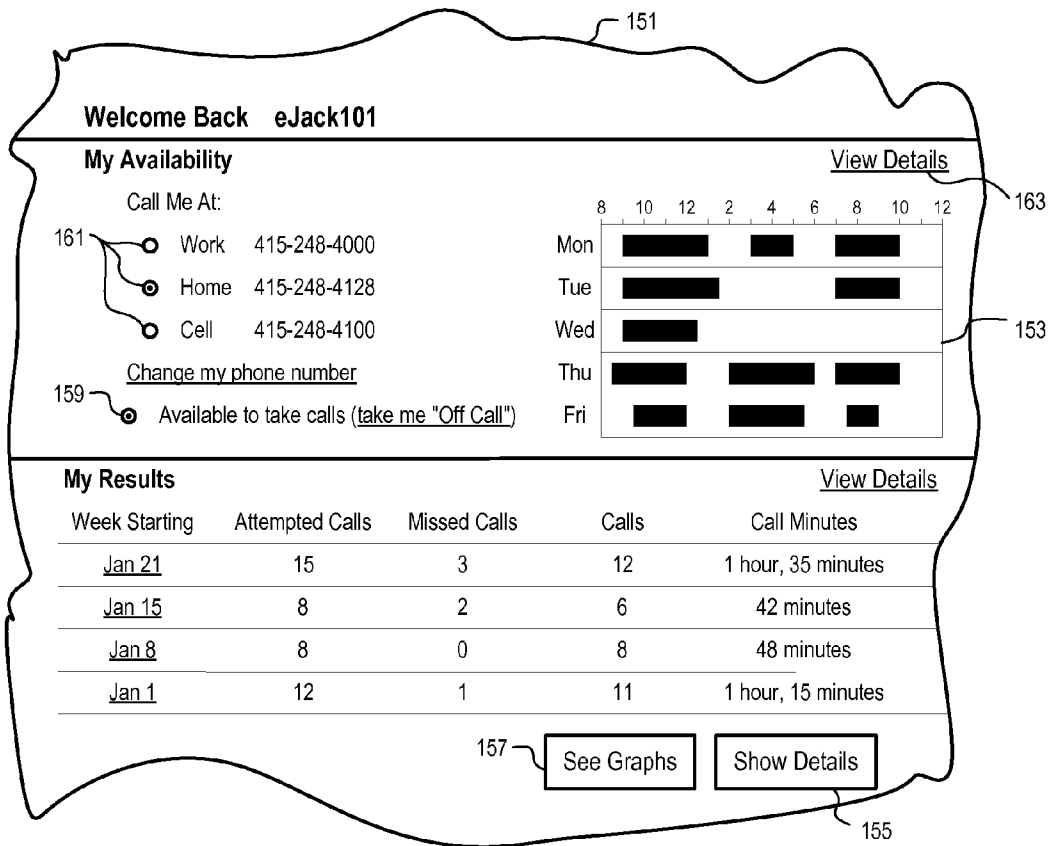 151
Welcome Back eJack101
My Availability View Details
163
Call Me At:
8 10 12 2 4 6 8 10 12
161 Work 415-248-4000 Mon
Home 415-248-4128 Tue
Cell 415-248-4100 Wed
153
Change my phone number Thu
159
Available to take calls (take me "Off Call") Fri
My Results View Details
Week Starting Attempted Calls Missed Calls Calls Call Minutes
Jan 21 15 3 12 1 hour, 35 minutes
Jan 15 8 2 6 42 minutes
Jan 8 8 0 8 48 minutes
Jan 1 12 1 11 1 hour, 15 minutes
157 See Graphs Show Details
155